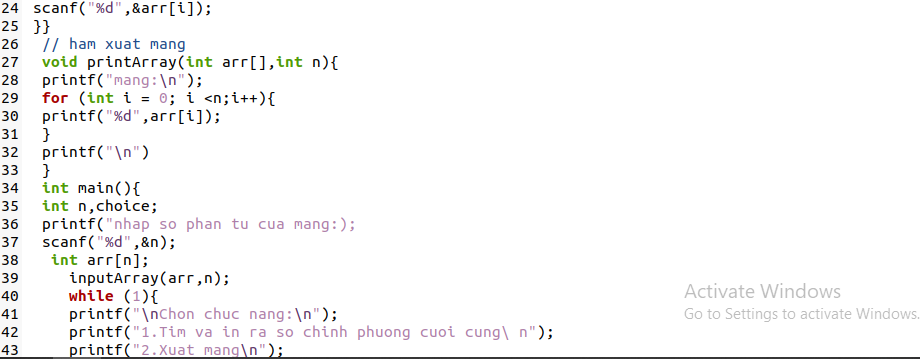 24 scanf("%d",&arr[i]);
25 }}
26 // ham xuat mang
27 void printArray(int arr[],int n){
28 printf("mang:\n");
29 for (int i = 0; i <n;i++){
30 printf("%d",arr[i]);
31 }
32 printf("\n")
33 }
34 int main(){
35 int n,choice;
36 printf("nhap so phan tu cua mang:);
37 scanf("%d",&n);
38 int arr[n];
39 inputArray(arr,n);
40 while (1){
41 printf("\nChon chuc nang:\n");
42 printf("1.Tim va in ra so chinh phuong cuoi cung\ n");
43 printf("2.Xuat mang\n");
Activate Windows
Go to Settings to activate Windows.